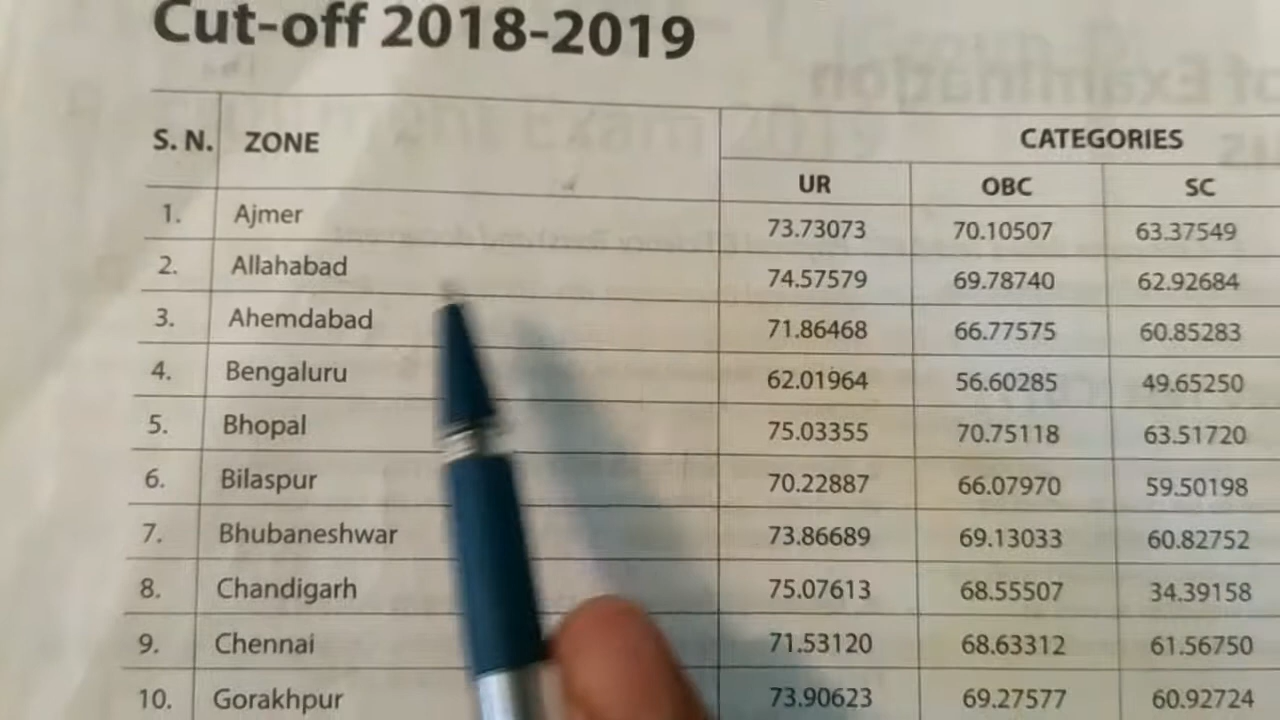 Cut-off 2018-2019
S. N. ZONE CATEGORIES
UR OBC SC
1. Ajmer 73.73073 70.10507 63.37549
2. Allahabad 74.57579 69.78740 62.92684
3. Ahemdabad 71.86468 66.77575 60.85283
4. Bengaluru 62.01964 56.60285 49.65250
5. Bhopal 75.03355 70.75118 63.51720
6. Bilaspur 70.22887 66.07970 59.50198
7. Bhubaneshwar 73.86689 69.13033 60.82752
8. Chandigarh 75.07613 68.55507 34.39158
9. Chennai 71.53120 68.63312 61.56750
10. Gorakhpur 73.90623 69.27577 60.92724